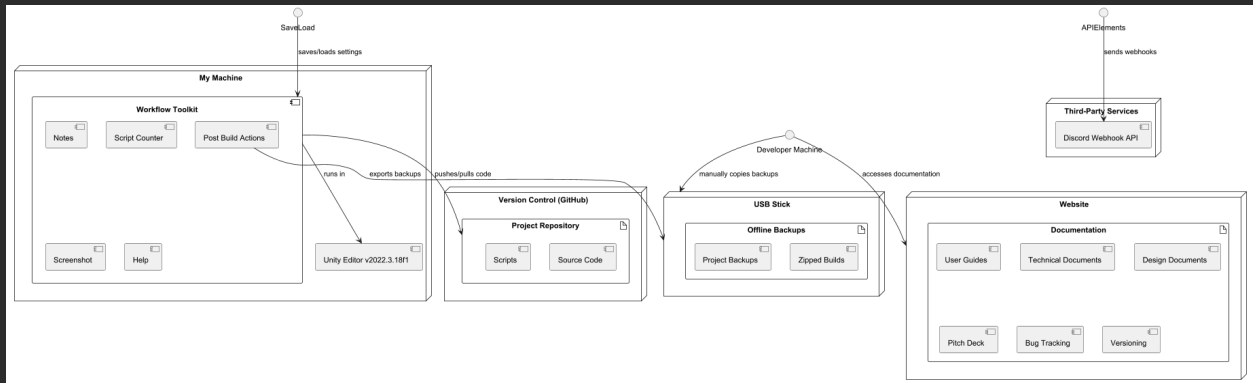 SaveLoad
APIElements
saves/loads settings
sends webhooks
My Machine
Workflow Toolkit
Notes
Script Counter
Post Build Actions
Screenshot
Help
Unity Editor v2022.3.18f1
runs in
exports backups
pushes/pulls code
Third-Party Services
Discord Webhook API
Developer Machine
manually copies backups
accesses documentation
Version Control (GitHub)
Project Repository
Scripts
Source Code
USB Stick
Offline Backups
Project Backups
Zipped Builds
Website
Documentation
User Guides
Technical Documents
Design Documents
Pitch Deck
Bug Tracking
Versioning